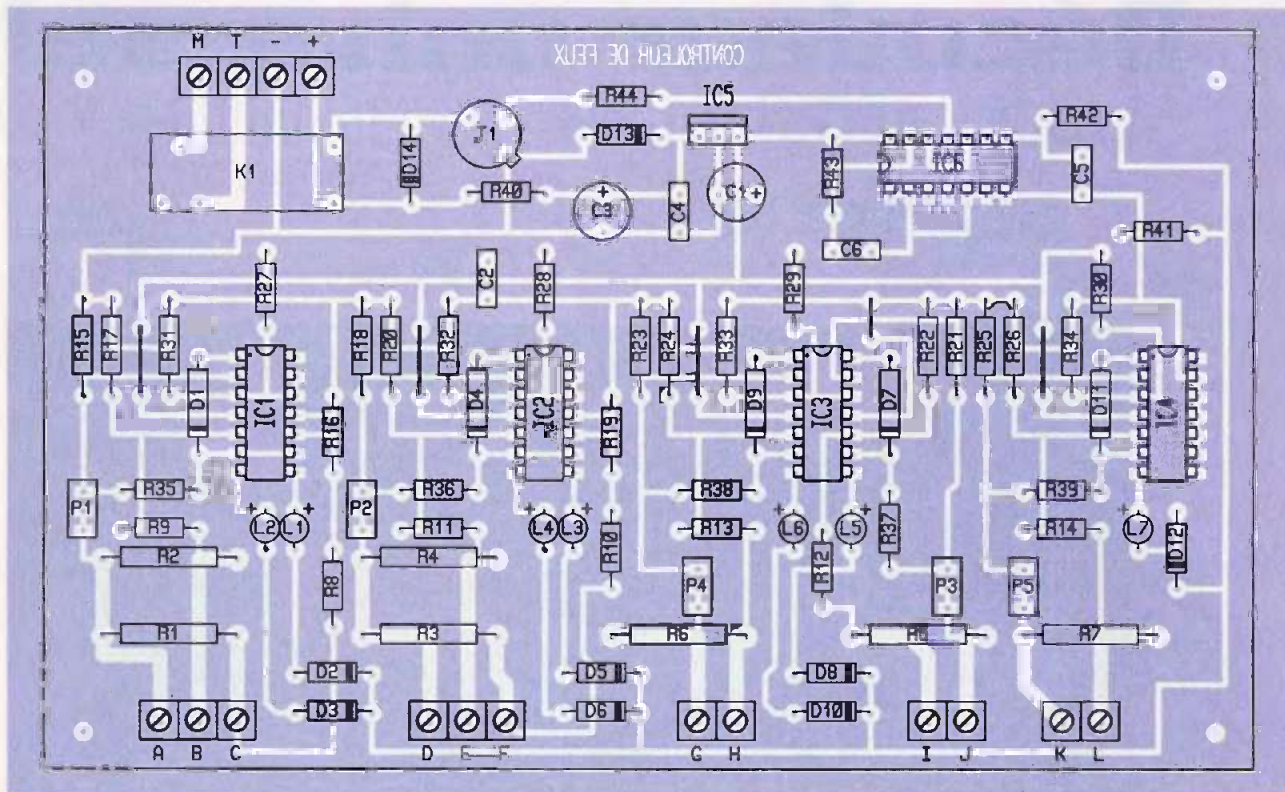 M T - +
CONTROLEUR DE FEUX
R44
IC5
R42
J1
D13
D14
K1
R43
IC6
C5
R40
C3
C4
C1
R41
C6
R27
C2
R28
R29
R30
R15 R17 R31 R18 R20 R32 R23 R24 R33 R22 R21 R25 R26 R34
D1 IC1 R16 D4 IC2 R19 D9 IC3 D7 D11 IC4
P1 R35 P2 R36 R38 R39
R9 L2 L1 R11 L4 L3 R10 R13 L6 L5 R37 R14 L7 D12
R2 R8 R4 P4 R12 P3 P5
R1 R3 R6 R7
D2 D5 D8
D3 D6 D10
A B C D E F G H I J K L